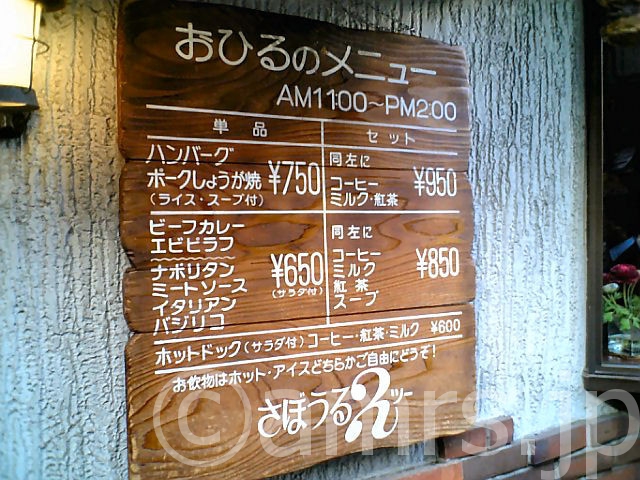 おひるのメニュー
AM11:00〜PM2:00
単品
セット
ハンバーグ
ポークしょうが焼
(ライス・スープ付)
¥750
同左に
コーヒー
ミルク・紅茶
¥950
ビーフカレー
エビピラフ
ナポリタン
ミートソース
イタリアン
バジリコ
¥650
(サラダ付)
同左に
コーヒー
ミルク
紅茶
スープ
¥850
ホットドック(サラダ付)コーヒー・紅茶・ミルク ¥600
お飲物はホット・アイスどちらかご自由にどうぞ!
さぼうる2ツー
©amrs.jp